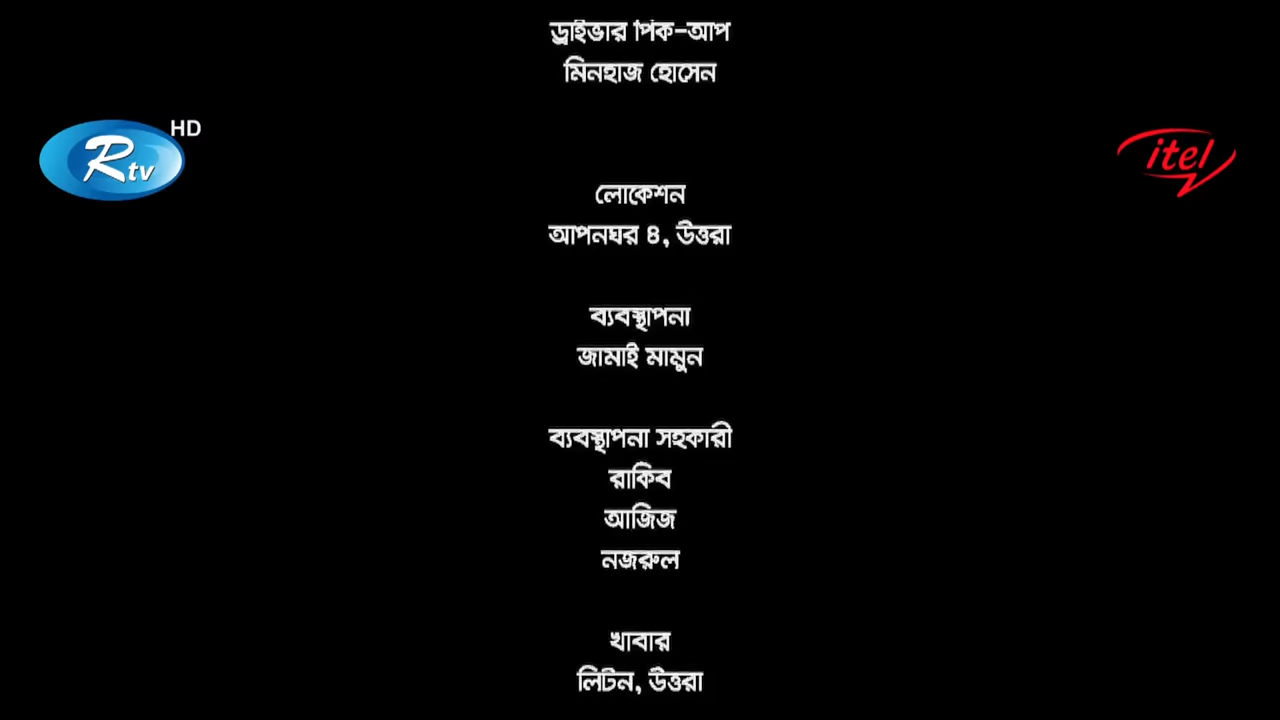 ড্রাইভার পিক-আপ
মিনহাজ হোসেন
HD
Rtv
itel
লোকেশন
আপনঘর ৪, উত্তরা
ব্যবস্থাপনা
জামাই মামুন
ব্যবস্থাপনা সহকারী
রাকিব
আজিজ
নজরুল
খাবার
লিটন, উত্তরা